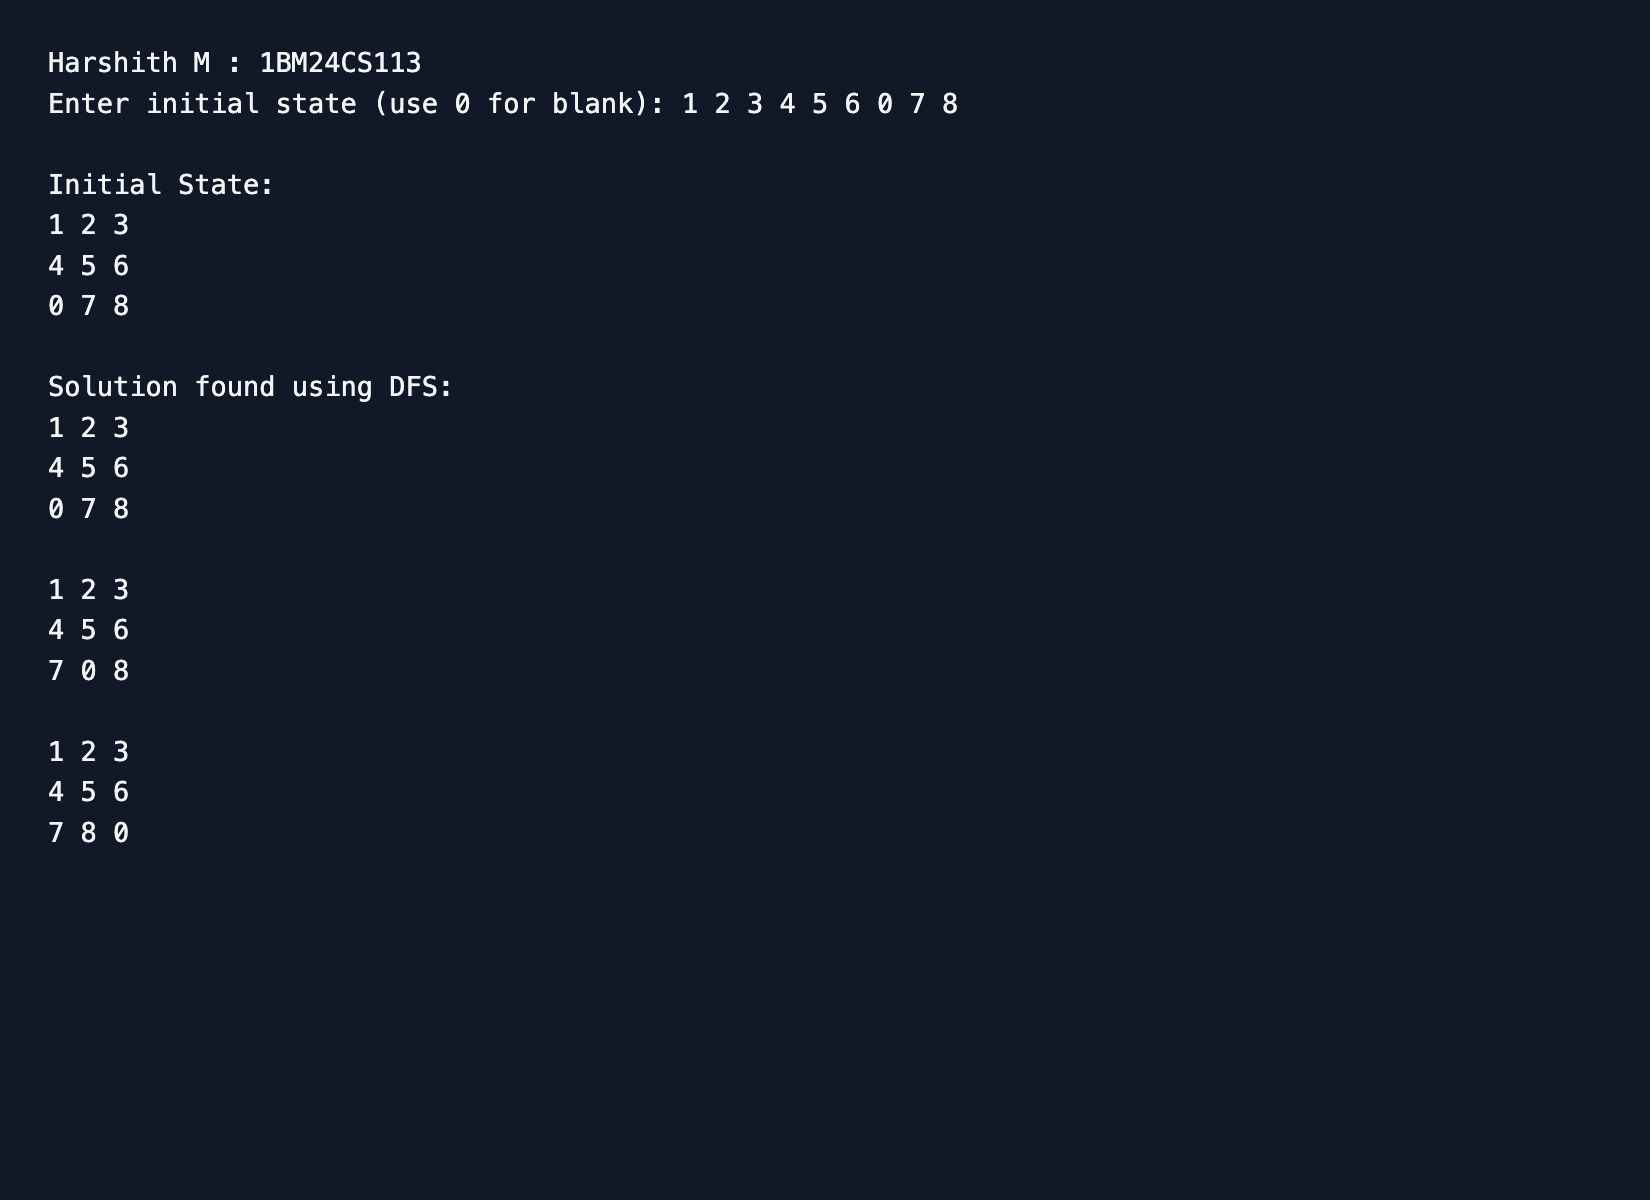 Harshith M : 1BM24CS113
Enter initial state (use 0 for blank): 1 2 3 4 5 6 0 7 8
Initial State:
1 2 3
4 5 6
0 7 8
Solution found using DFS:
1 2 3
4 5 6
0 7 8
1 2 3
4 5 6
7 0 8
1 2 3
4 5 6
7 8 0